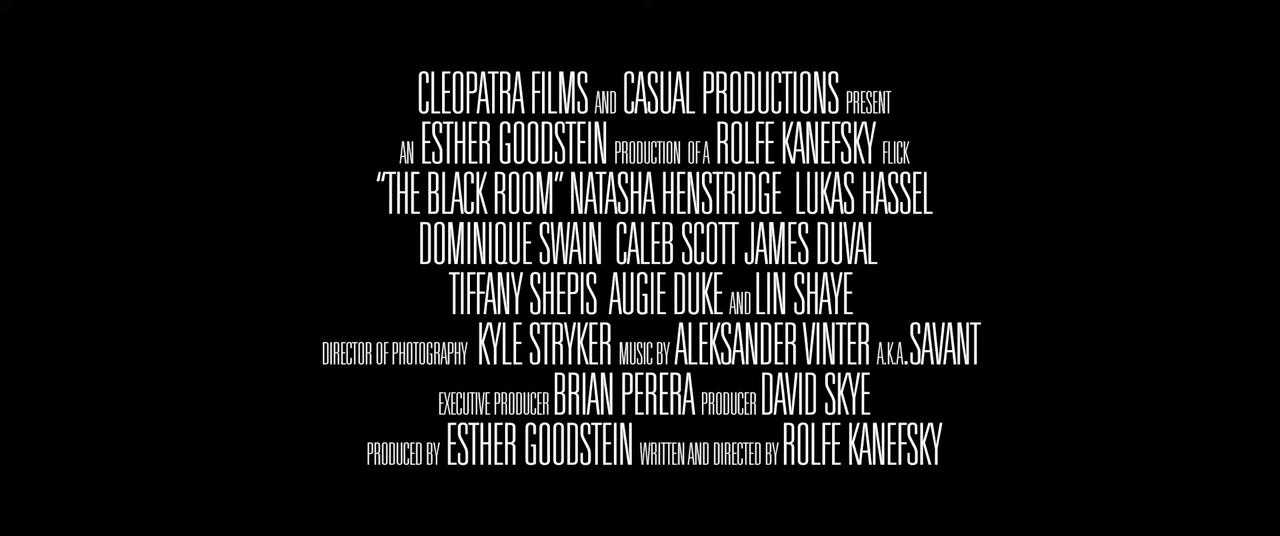 CLEOPATRA FILMS AND CASUAL PRODUCTIONS PRESENT
AN ESTHER GOODSTEIN PRODUCTION OF A ROLFE KANEFSKY FLICK
“THE BLACK ROOM” NATASHA HENSTRIDGE LUKAS HASSEL
DOMINIQUE SWAIN CALEB SCOTT JAMES DUVAL
TIFFANY SHEPIS AUGIE DUKE AND LIN SHAYE
DIRECTOR OF PHOTOGRAPHY KYLE STRYKER MUSIC BY ALEKSANDER VINTER A.K.A. SAVANT
EXECUTIVE PRODUCER BRIAN PERERA PRODUCER DAVID SKYE
PRODUCED BY ESTHER GOODSTEIN WRITTEN AND DIRECTED BY ROLFE KANEFSKY